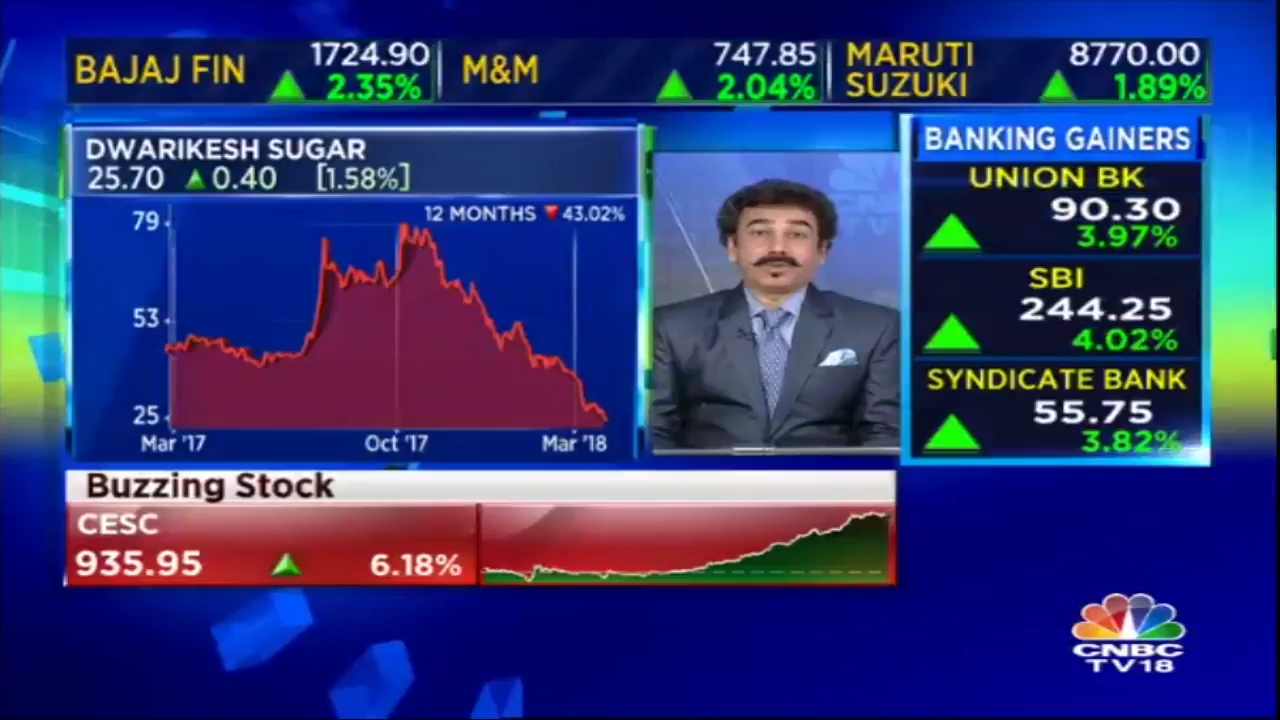 BAJAJ FIN
1724.90
▲ 2.35%
M&M
747.85
▲ 2.04%
MARUTI
SUZUKI
8770.00
▲ 1.89%
DWARIKESH SUGAR
25.70 ▲ 0.40 [1.58%]
12 MONTHS ▼ 43.02%
79
53
25
Mar '17 Oct '17 Mar '18
BANKING GAINERS
UNION BK
90.30
▲ 3.97%
SBI
244.25
▲ 4.02%
SYNDICATE BANK
55.75
▲ 3.82%
Buzzing Stock
CESC
935.95 ▲ 6.18%
CNBC
TV18